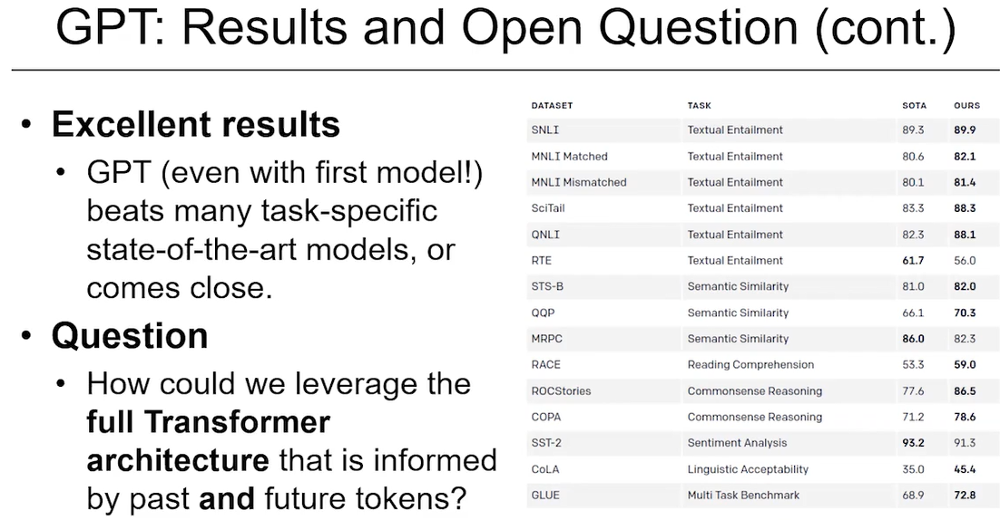 GPT: Results and Open Question (cont.)
• Excellent results
• GPT (even with first model!)
beats many task-specific
state-of-the-art models, or
comes close.
• Question
• How could we leverage the
full Transformer
architecture that is informed
by past and future tokens?
DATASET TASK SOTA OURS
SNLI Textual Entailment 89.3 89.9
MNLI Matched Textual Entailment 80.6 82.1
MNLI Mismatched Textual Entailment 80.1 81.4
SciTail Textual Entailment 83.3 88.3
QNLI Textual Entailment 82.3 88.1
RTE Textual Entailment 61.7 56.0
STS-B Semantic Similarity 81.0 82.0
QQP Semantic Similarity 66.1 70.3
MRPC Semantic Similarity 86.0 82.3
RACE Reading Comprehension 53.3 59.0
ROCStories Commonsense Reasoning 77.6 86.5
COPA Commonsense Reasoning 71.2 78.6
SST-2 Sentiment Analysis 93.2 91.3
CoLA Linguistic Acceptability 35.0 45.4
GLUE Multi Task Benchmark 68.9 72.8